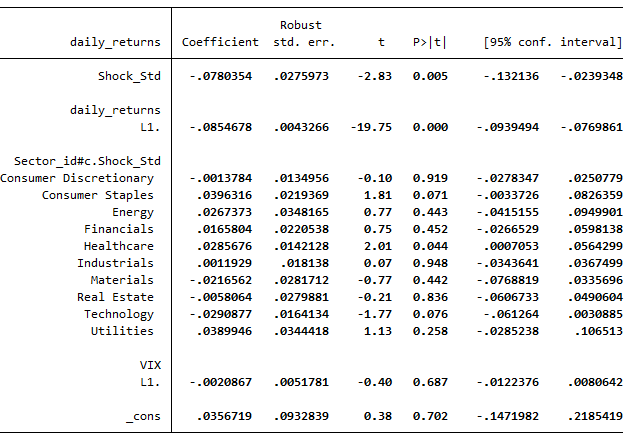 Robust
daily_returns Coefficient std. err. t P>|t| [95% conf. interval]
Shock_Std -.0780354 .0275973 -2.83 0.005 -.132136 -.0239348
daily_returns
L1. -.0854678 .0043266 -19.75 0.000 -.0939494 -.0769861
Sector_id#c.Shock_Std
Consumer Discretionary -.0013784 .0134956 -0.10 0.919 -.0278347 .0250779
Consumer Staples .0396316 .0219369 1.81 0.071 -.0033726 .0826359
Energy .0267373 .0348165 0.77 0.443 -.0415155 .0949901
Financials .0165804 .0220538 0.75 0.452 -.0266529 .0598138
Healthcare .0285676 .0142128 2.01 0.044 .0007053 .0564299
Industrials .0011929 .018138 0.07 0.948 -.0343641 .0367499
Materials -.0216562 .0281712 -0.77 0.442 -.0768819 .0335696
Real Estate -.0058064 .0279881 -0.21 0.836 -.0606733 .0490604
Technology -.0290877 .0164134 -1.77 0.076 -.061264 .0030885
Utilities .0389946 .0344418 1.13 0.258 -.0285238 .106513
VIX
L1. -.0020867 .0051781 -0.40 0.687 -.0122376 .0080642
_cons .0356719 .0932839 0.38 0.702 -.1471982 .2185419